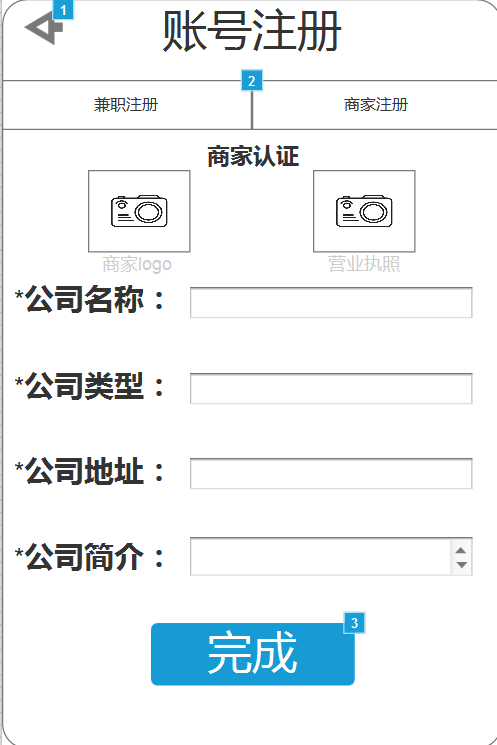 1
账号注册
2
兼职注册
商家注册
商家认证
商家logo
营业执照
*公司名称：
*公司类型：
*公司地址：
*公司简介：
3
完成